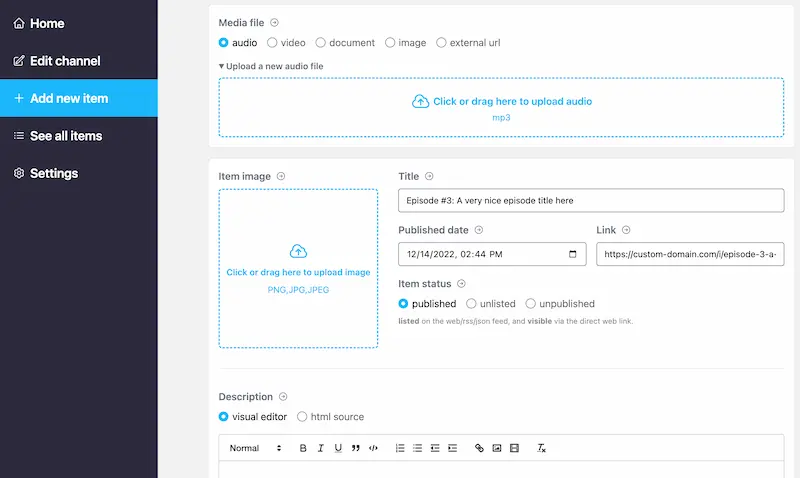 Home
Edit channel
Add new item
See all items
Settings
Media file
audio video document image external url
Upload a new audio file
Click or drag here to upload audio
mp3
Item image
Click or drag here to upload image
PNG,JPG,JPEG
Title
Episode #3: A very nice episode title here
Published date
12/14/2022, 02:44 PM
Link
https://custom-domain.com/i/episode-3-a-
Item status
published unlisted unpublished
listed on the web/rss/json feed, and visible via the direct web link.
Description
visual editor html source
Normal B I U